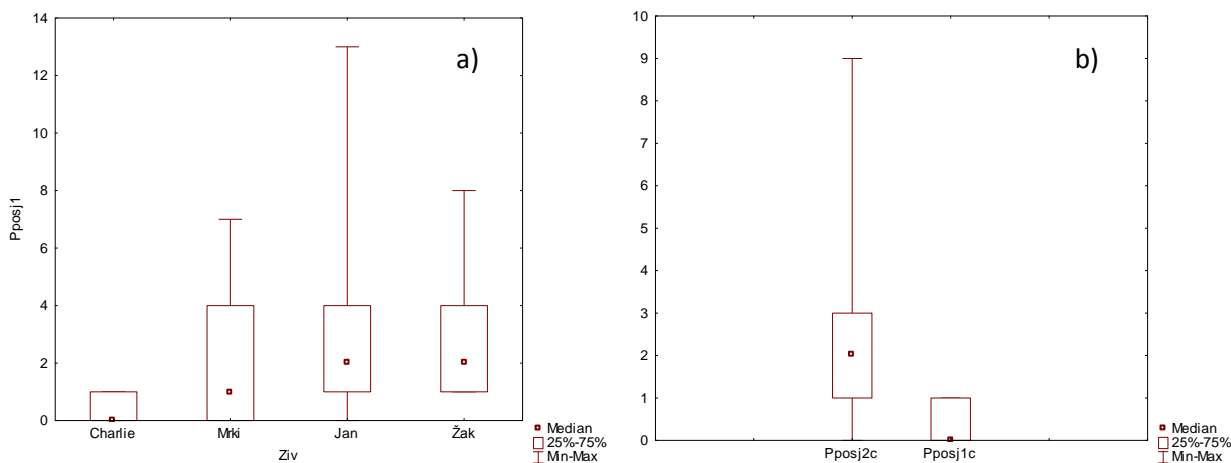 a)
14
12
10
8
6
4
2
0
Pposj1
Charlie Mrki Jan Žak
Ziv
Median
25%-75%
Min-Max
b)
10
9
8
7
6
5
4
3
2
1
0
Pposj2c Pposj1c
Median
25%-75%
Min-Max